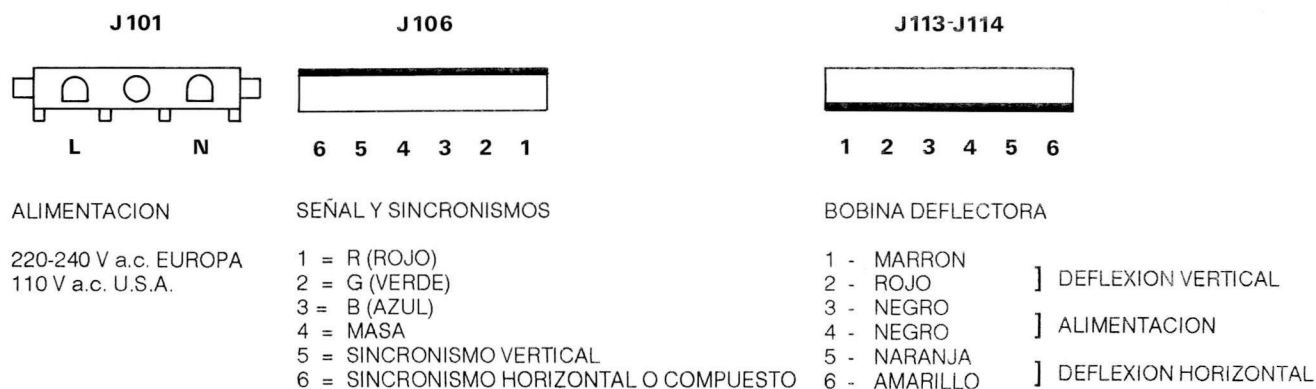 J101
L N
ALIMENTACION
220-240 V a.c. EUROPA
110 V a.c. U.S.A.
J106
6 5 4 3 2 1
SEÑAL Y SINCRONISMOS
1 = R (ROJO)
2 = G (VERDE)
3 = B (AZUL)
4 = MASA
5 = SINCRONISMO VERTICAL
6 = SINCRONISMO HORIZONTAL O COMPUESTO
J113-J114
1 2 3 4 5 6
BOBINA DEFLECTORA
1 - MARRON
2 - ROJO
3 - NEGRO
4 - NEGRO
5 - NARANJA
6 - AMARILLO
] DEFLEXION VERTICAL
] ALIMENTACION
] DEFLEXION HORIZONTAL